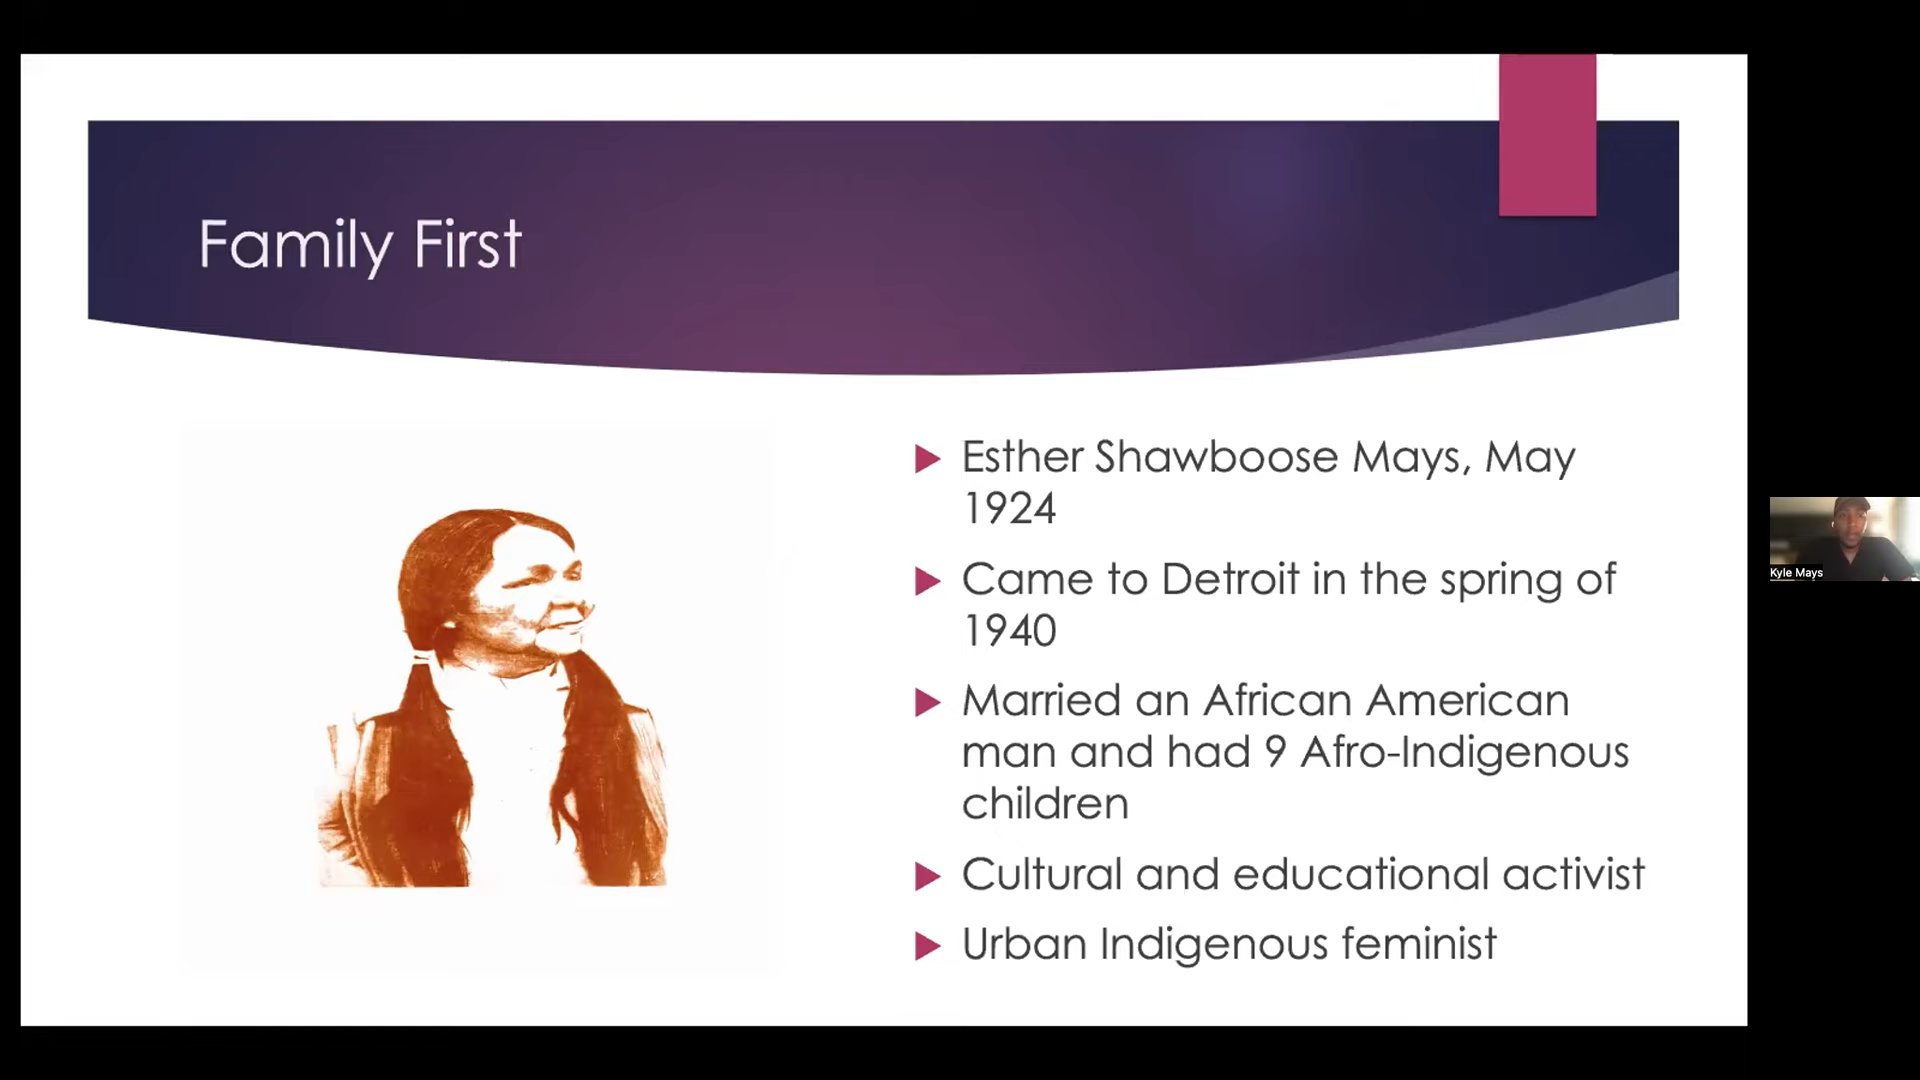 Family First
Esther Shawboose Mays, May
1924
Came to Detroit in the spring of
1940
Married an African American
man and had 9 Afro-Indigenous
children
Cultural and educational activist
Urban Indigenous feminist
Kyle Mays